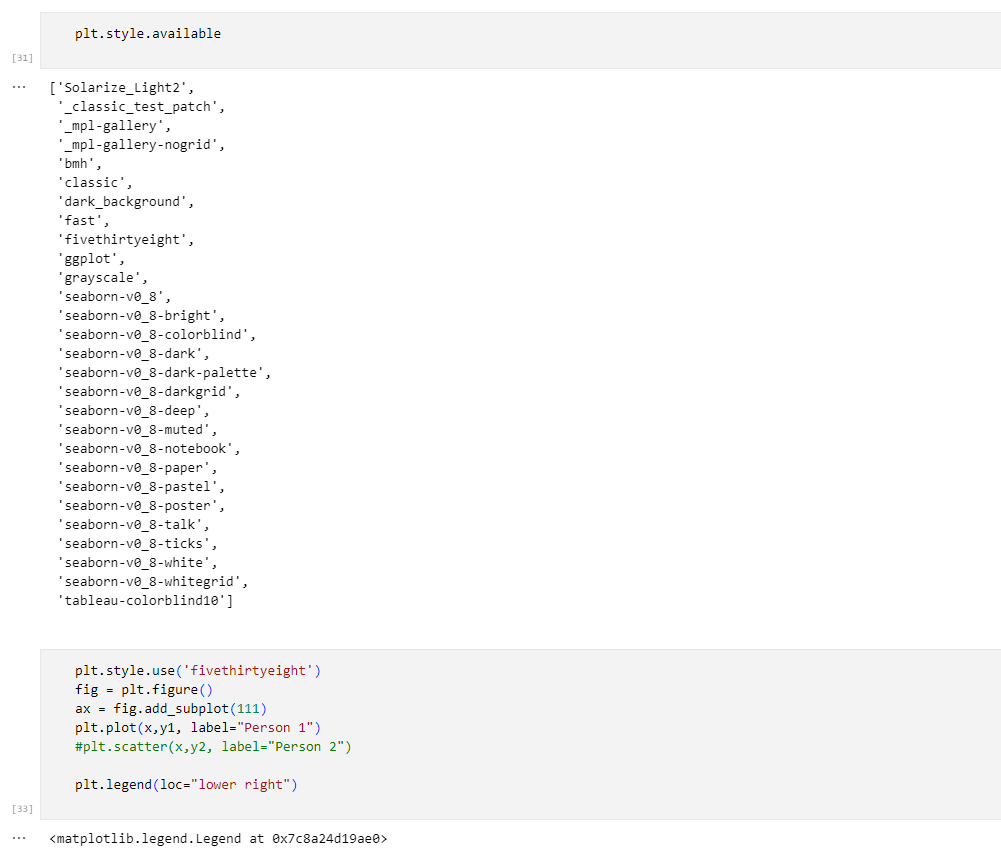 plt.style.available
[31]
... ['Solarize_Light2',
'_classic_test_patch',
'_mpl-gallery',
'_mpl-gallery-nogrid',
'bmh',
'classic',
'dark_background',
'fast',
'fivethirtyeight',
'ggplot',
'grayscale',
'seaborn-v0_8',
'seaborn-v0_8-bright',
'seaborn-v0_8-colorblind',
'seaborn-v0_8-dark',
'seaborn-v0_8-dark-palette',
'seaborn-v0_8-darkgrid',
'seaborn-v0_8-deep',
'seaborn-v0_8-muted',
'seaborn-v0_8-notebook',
'seaborn-v0_8-paper',
'seaborn-v0_8-pastel',
'seaborn-v0_8-poster',
'seaborn-v0_8-talk',
'seaborn-v0_8-ticks',
'seaborn-v0_8-white',
'seaborn-v0_8-whitegrid',
'tableau-colorblind10']
plt.style.use('fivethirtyeight')
fig = plt.figure()
ax = fig.add_subplot(111)
plt.plot(x,y1, label="Person 1")
#plt.scatter(x,y2, label="Person 2")
plt.legend(loc="lower right")
[33]
... <matplotlib.legend.Legend at 0x7c8a24d19ae0>